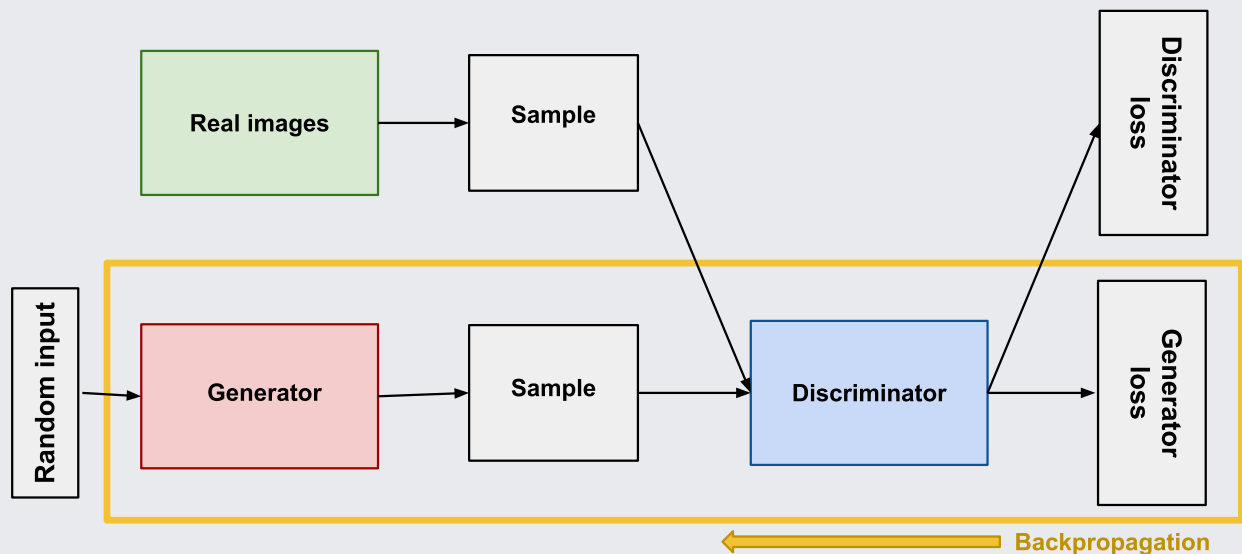 Real images
Sample
Discriminator
loss
Random input
Generator
Sample
Discriminator
Generator
loss
Backpropagation